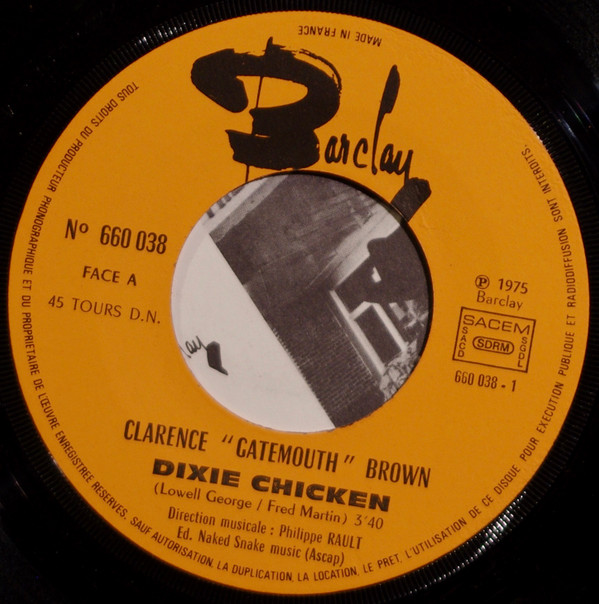 MADE IN FRANCE
Barclay
Nº 660 038
FACE A
45 TOURS D.N.
℗ 1975
Barclay
SACEM
SACD
SDRM
SGDL
660 038 - 1
CLARENCE "GATEMOUTH" BROWN
DIXIE CHICKEN
(Lowell George / Fred Martin) 3'40
Direction musicale : Philippe RAULT
Ed. Naked Snake music (Ascap)
TOUS DROITS DU PRODUCTEUR PHONOGRAPHIQUE ET DU PROPRIETAIRE DE L'ŒUVRE ENREGISTREE RESERVES. SAUF AUTORISATION, LA DUPLICATION, LA LOCATION, LE PRET, L'UTILISATION DE CE DISQUE POUR EXECUTION PUBLIQUE ET RADIODIFFUSION SONT INTERDITS.
lay